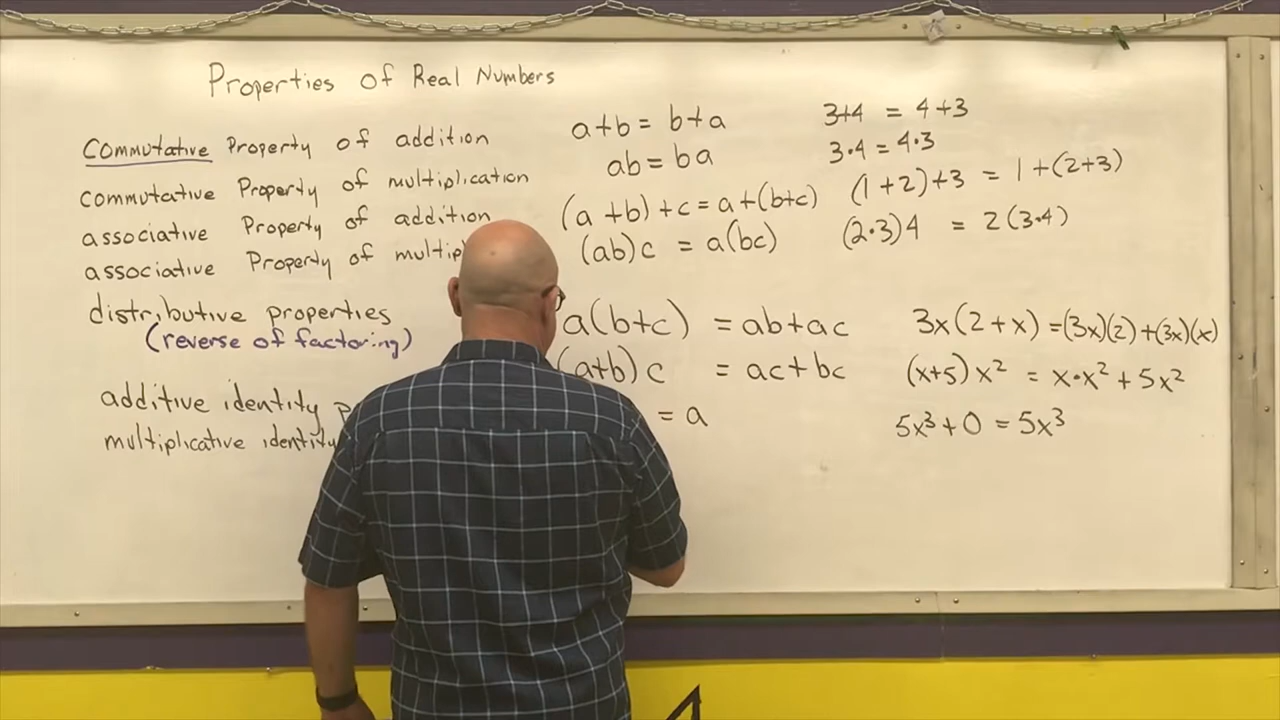 Properties of Real Numbers
Commutative Property of addition a+b = b+a 3+4 = 4+3
commutative Property of multiplication ab = ba 3•4 = 4•3
associative Property of addition (a+b)+c = a+(b+c) (1+2)+3 = 1+(2+3)
associative Property of (ab)c = a(bc) (2•3)4 = 2(3•4)
distributive properties a(b+c) = ab+ac 3x(2+x) = (3x)(2)+(3x)(x)
(reverse of factoring)
(a+b)c = ac+bc (x+5)x² = x•x²+5x²
additive identity = a 5x³+0 = 5x³
multiplicative identity